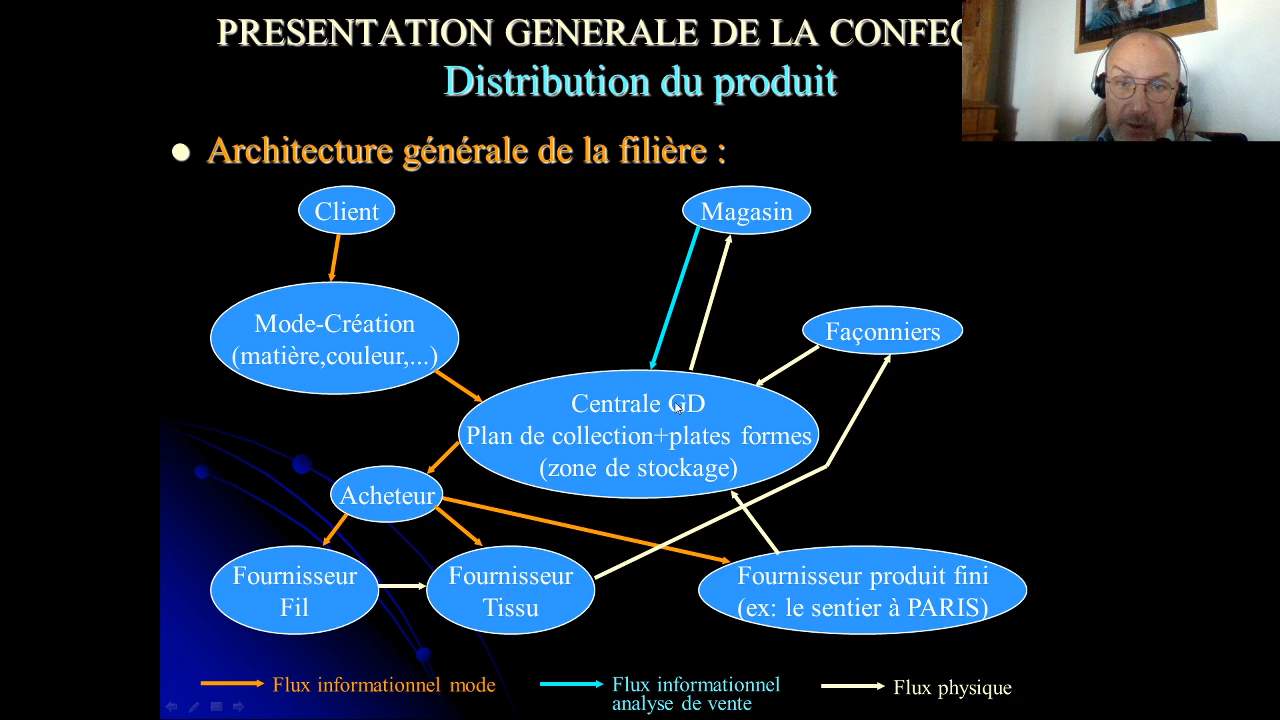 PRESENTATION GENERALE DE LA
Distribution du produit
Architecture générale de la filière :
Client
Magasin
Mode-Création
(matière,couleur,...)
Façonniers
Centrale GD
Plan de collection+plates formes
(zone de stockage)
Acheteur
Fournisseur
Fil
Fournisseur
Tissu
Fournisseur produit fini
(ex: le sentier à PARIS)
Flux informationnel mode
Flux informationnel
analyse de vente
Flux physique